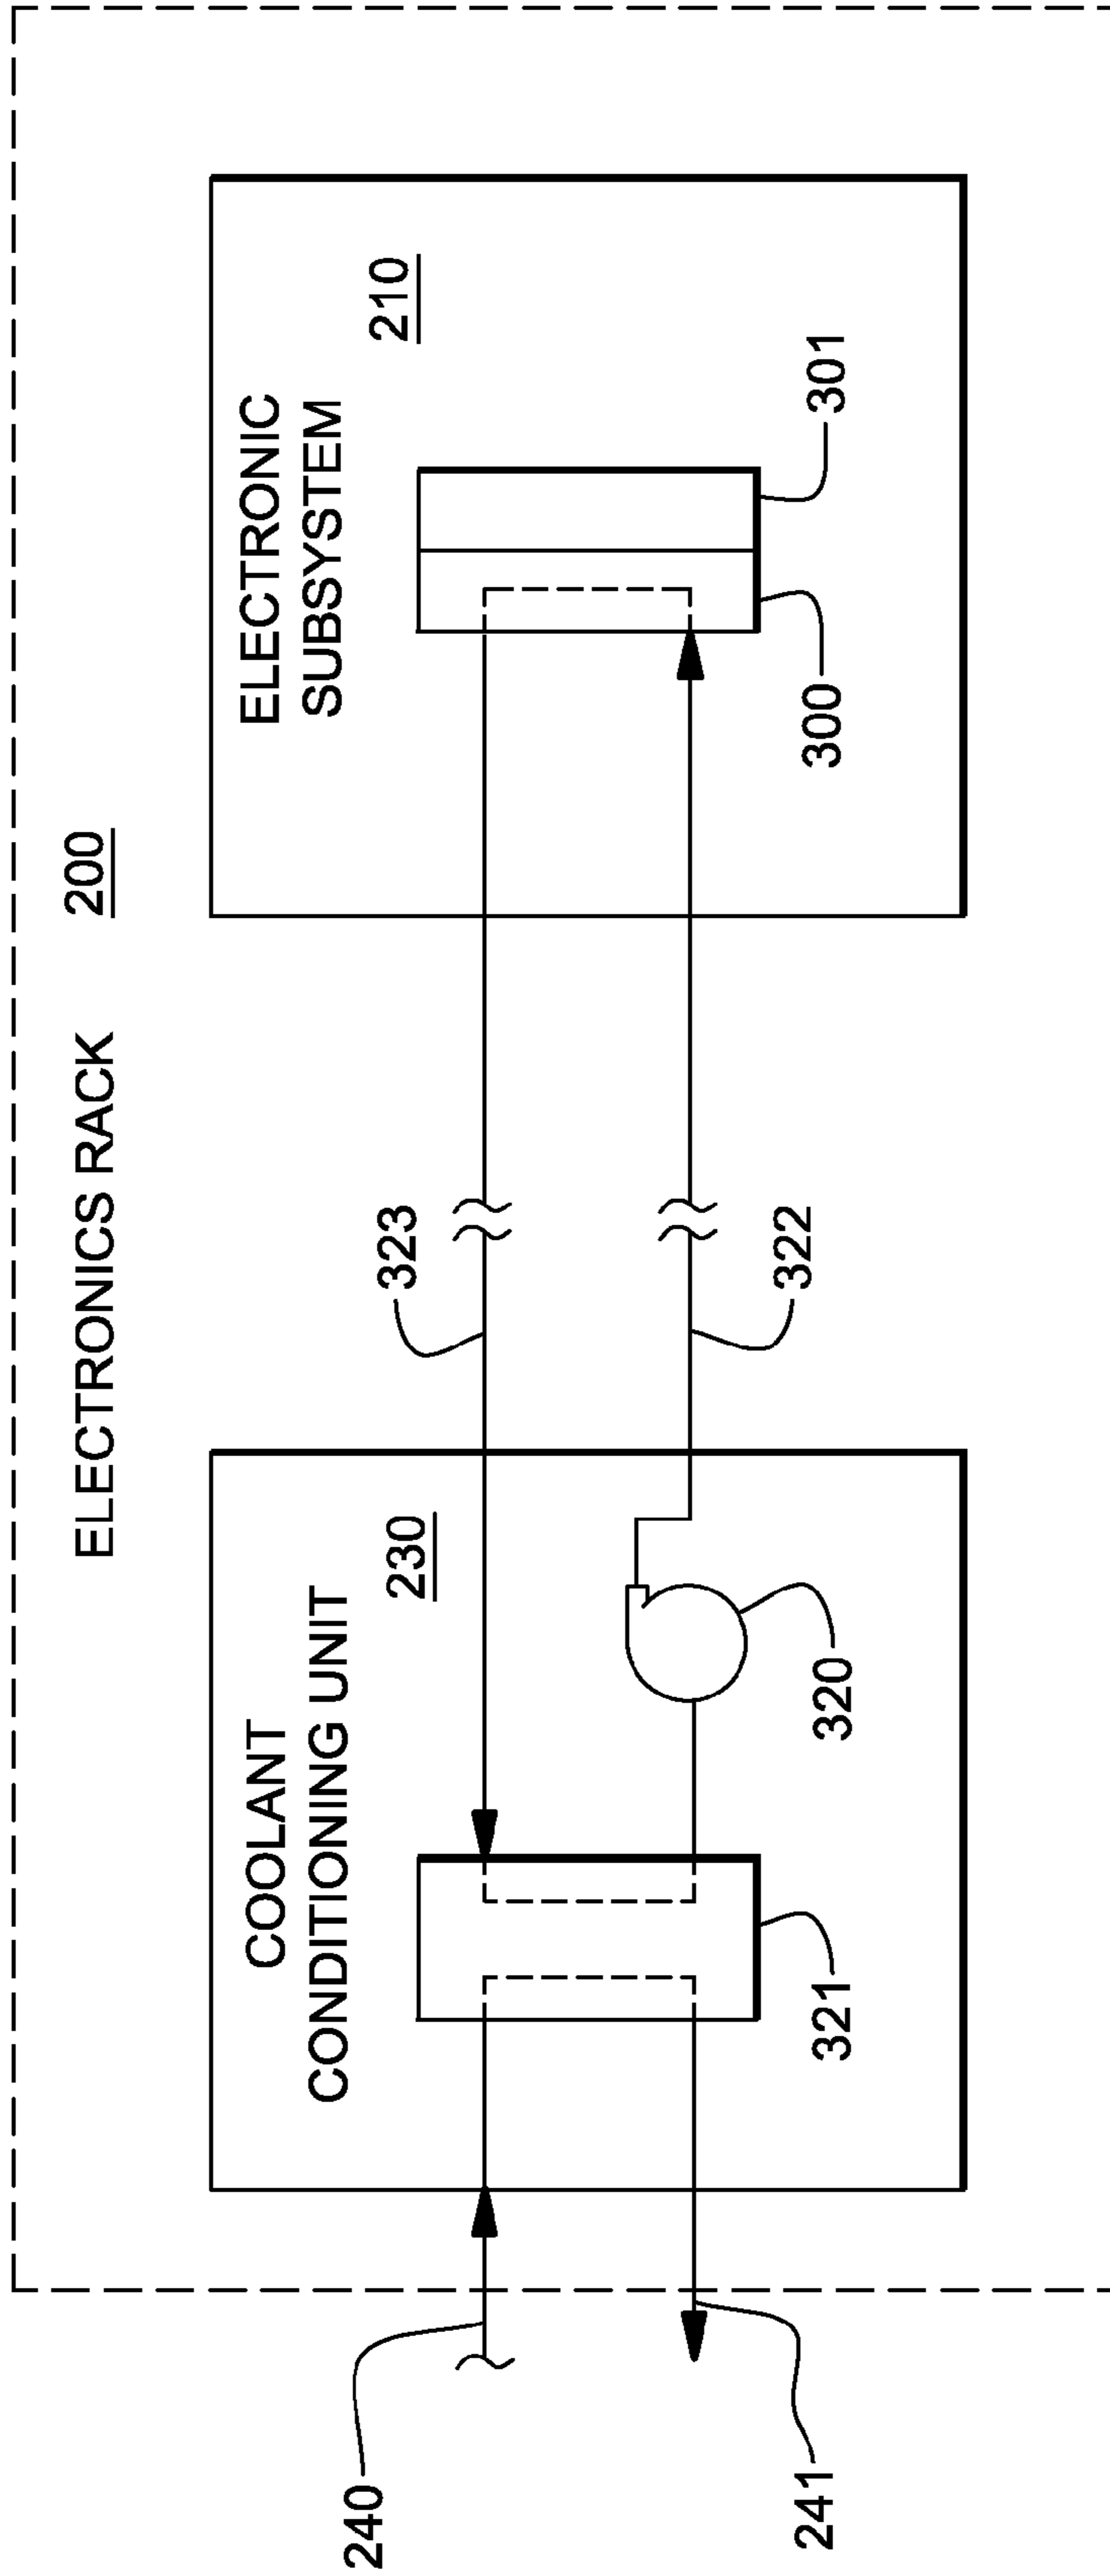 ELECTRONICS RACK 200
COOLANT
CONDITIONING UNIT
230
ELECTRONIC
SUBSYSTEM
210
240
241
323
322
321
320
300
301